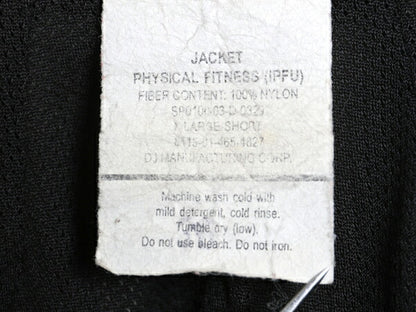 JACKET
PHYSICAL FITNESS (IPFU)
FIBER CONTENT: 100% NYLON
X LARGE SHORT
DJ MANUFACTURING CORP.
Machine wash cold with
mild detergent, cold rinse.
Tumble dry (low).
Do not use bleach. Do not iron.